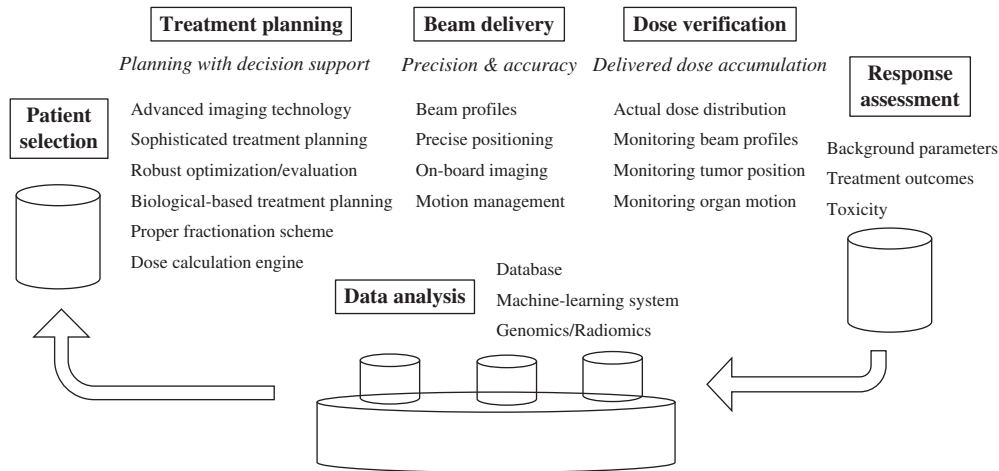 Treatment planning
Planning with decision support
Advanced imaging technology
Sophisticated treatment planning
Robust optimization/evaluation
Biological-based treatment planning
Proper fractionation scheme
Dose calculation engine
Beam delivery
Precision & accuracy
Beam profiles
Precise positioning
On-board imaging
Motion management
Dose verification
Delivered dose accumulation
Actual dose distribution
Monitoring beam profiles
Monitoring tumor position
Monitoring organ motion
Response
assessment
Background parameters
Treatment outcomes
Toxicity
Patient
selection
Data analysis
Database
Machine-learning system
Genomics/Radiomics